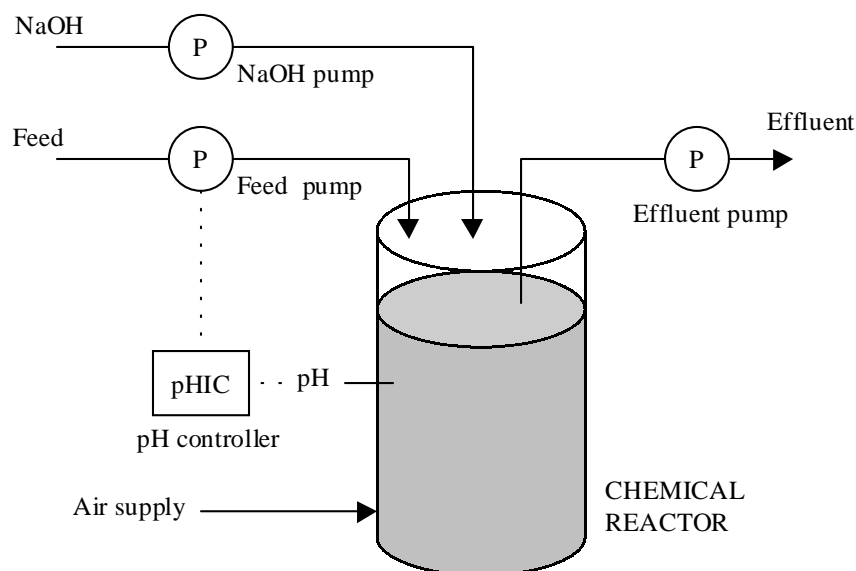 NaOH
P
NaOH pump
Feed
P
Feed pump
Effluent
P
Effluent pump
pHIC
pH
pH controller
Air supply
CHEMICAL
REACTOR